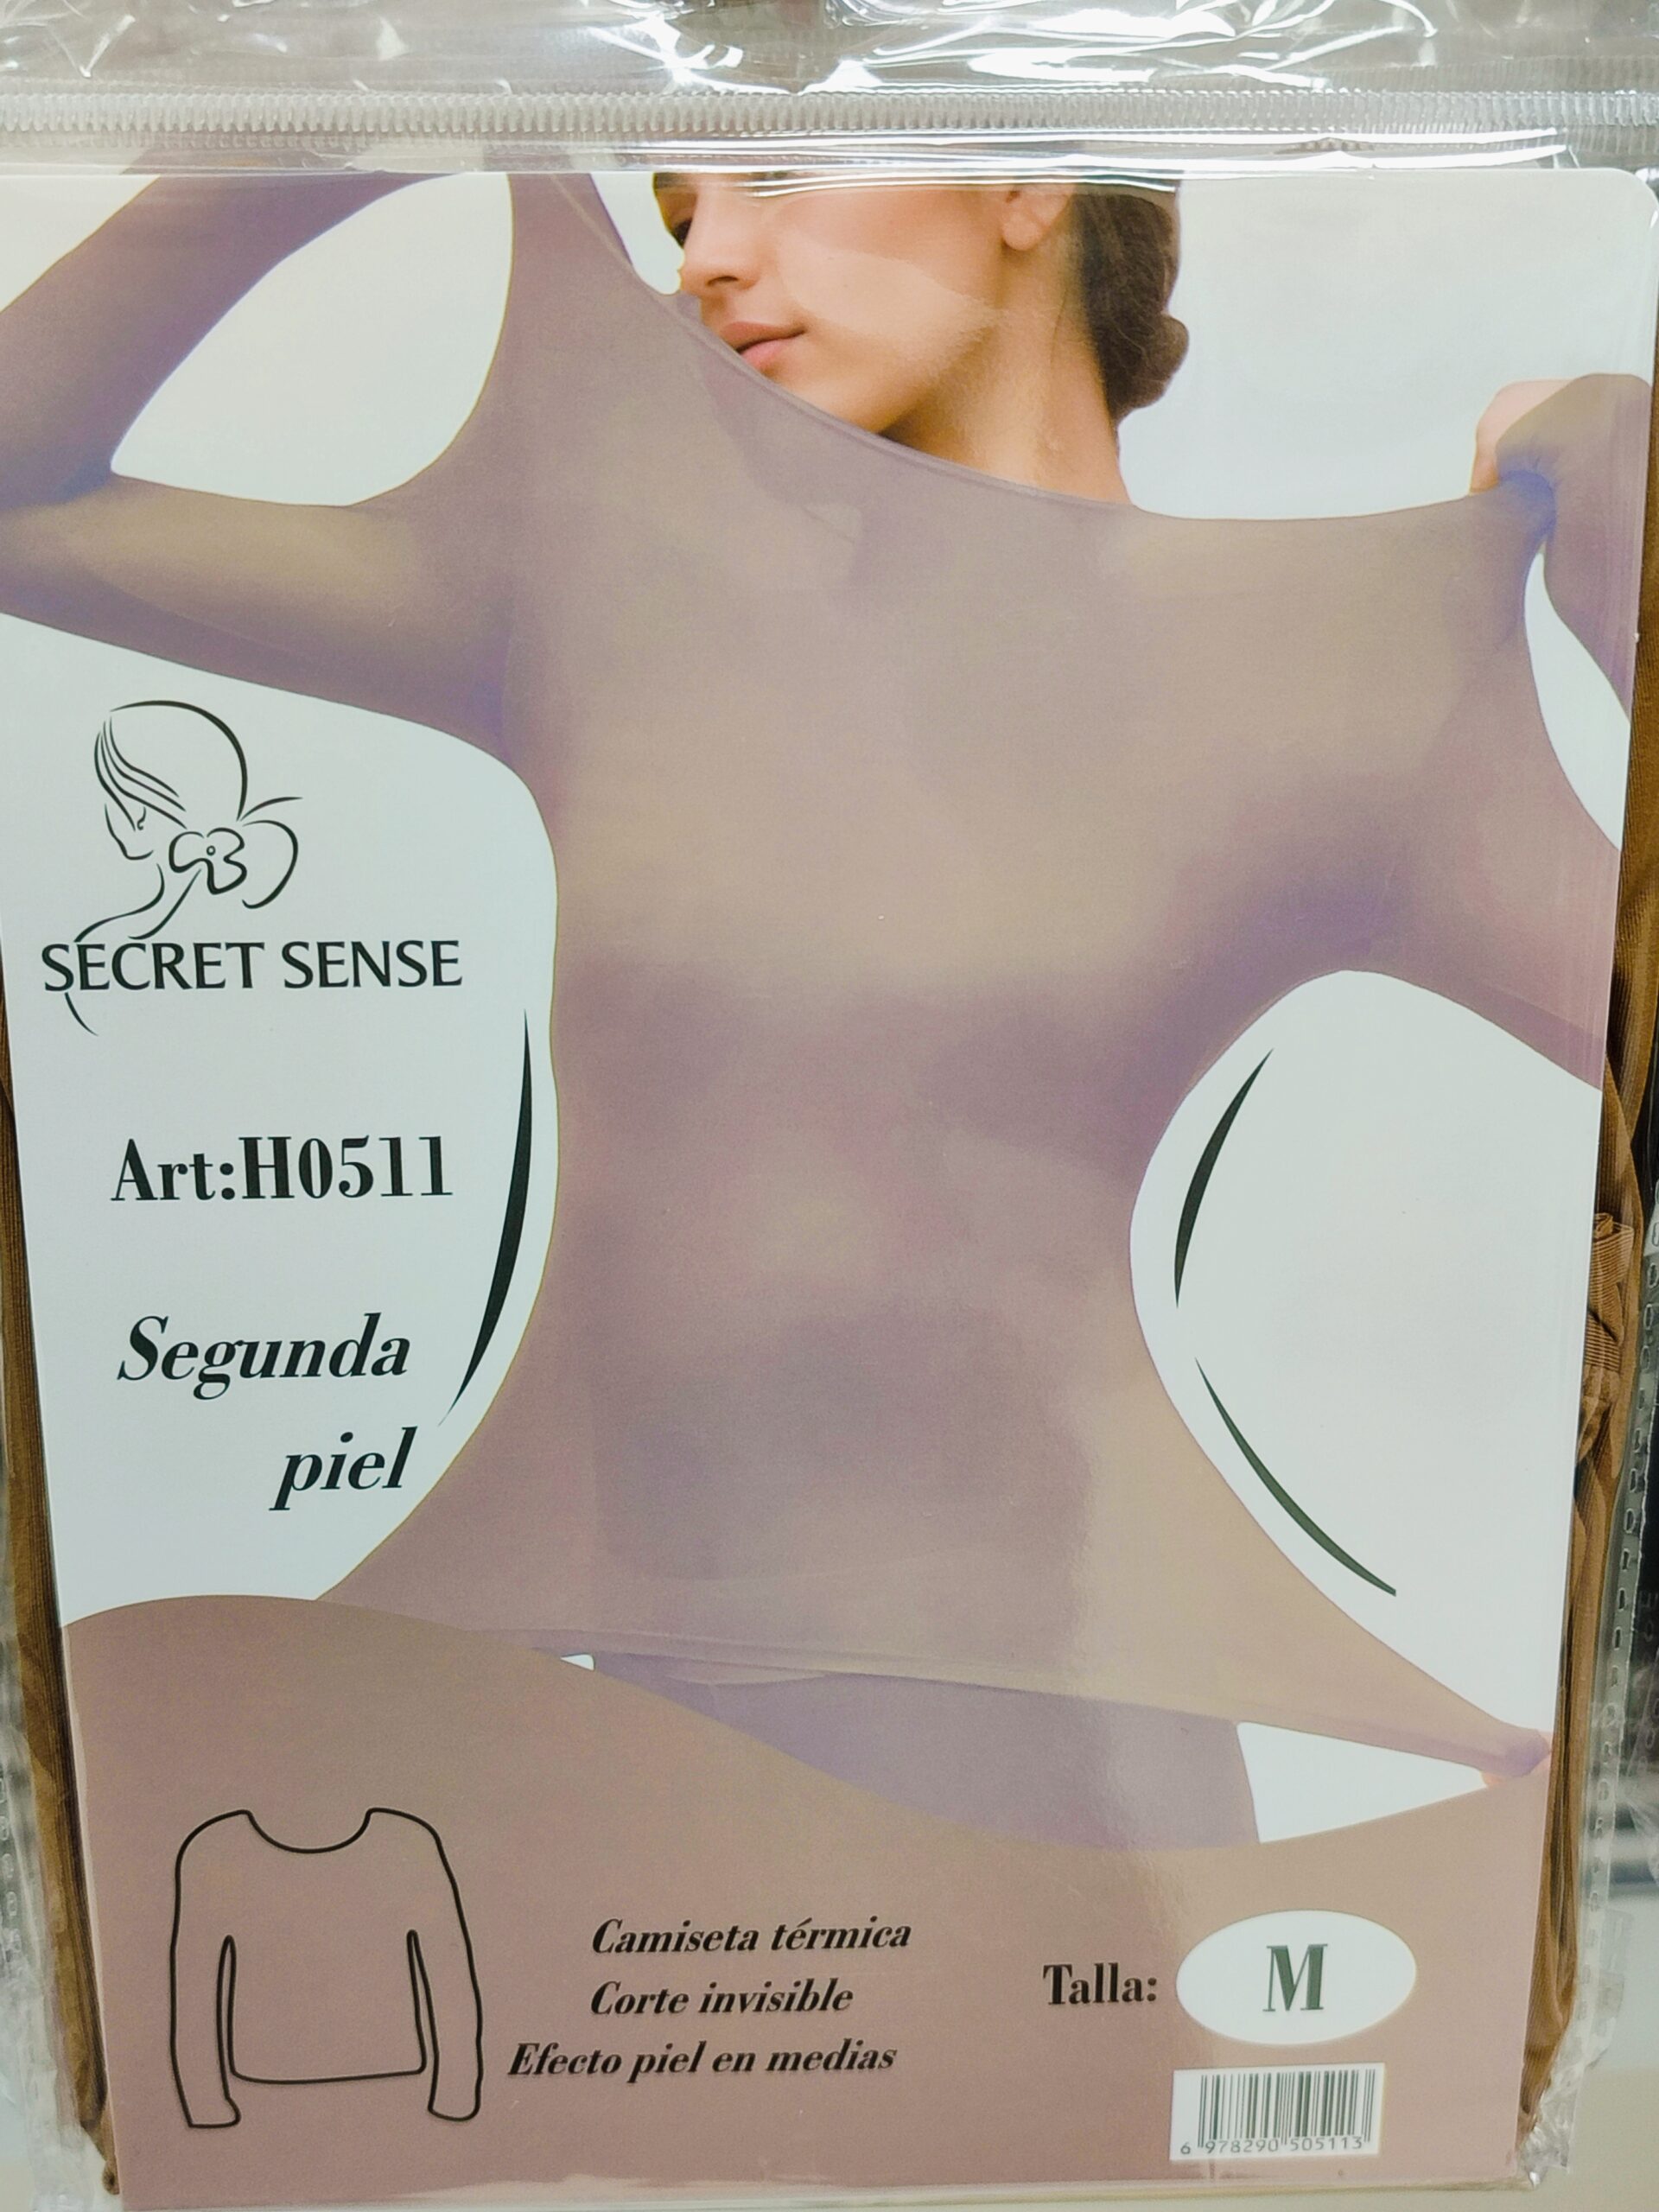 SECRET SENSE
Art:H0511
Segunda
piel
Camiseta térmica
Corte invisible
Efecto piel en medias
Talla:
M
6 978290 505113